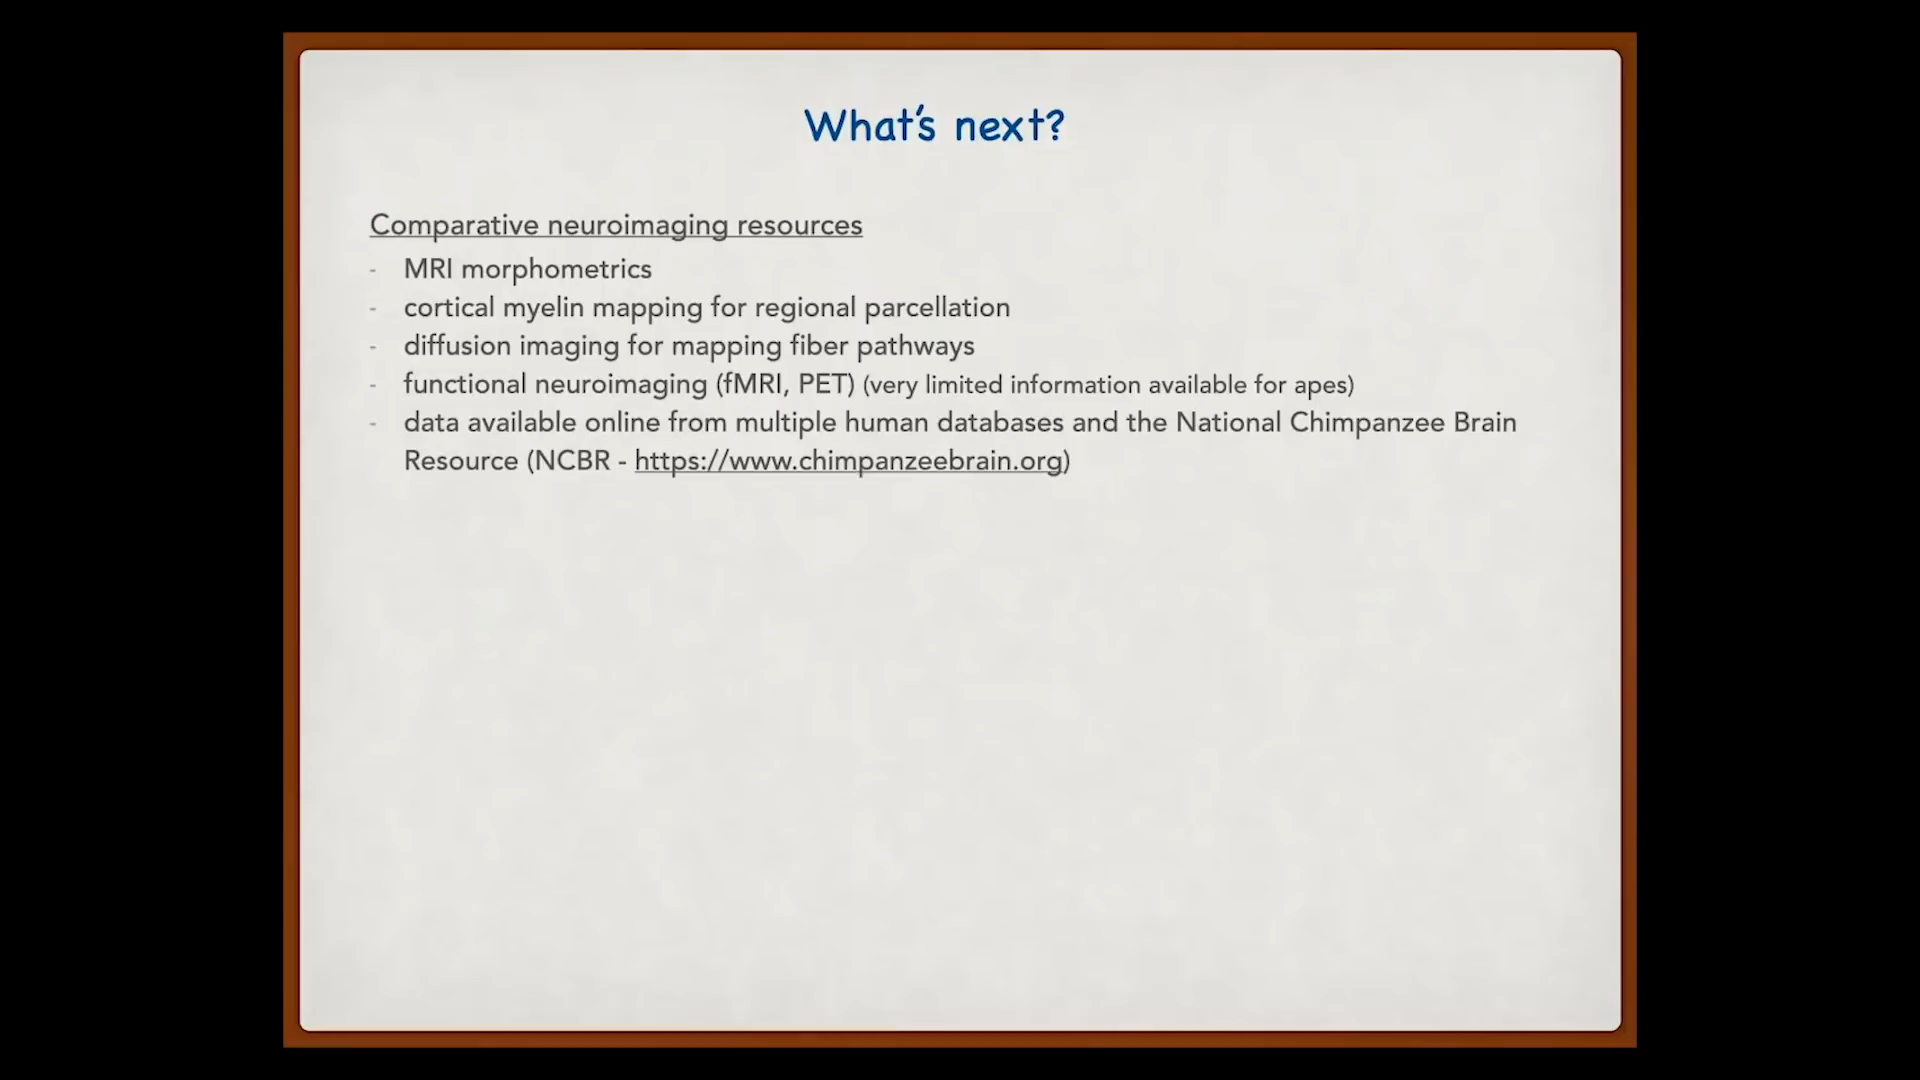 What's next?
Comparative neuroimaging resources
- MRI morphometrics
- cortical myelin mapping for regional parcellation
- diffusion imaging for mapping fiber pathways
- functional neuroimaging (fMRI, PET) (very limited information available for apes)
- data available online from multiple human databases and the National Chimpanzee Brain
Resource (NCBR - https://www.chimpanzeebrain.org)